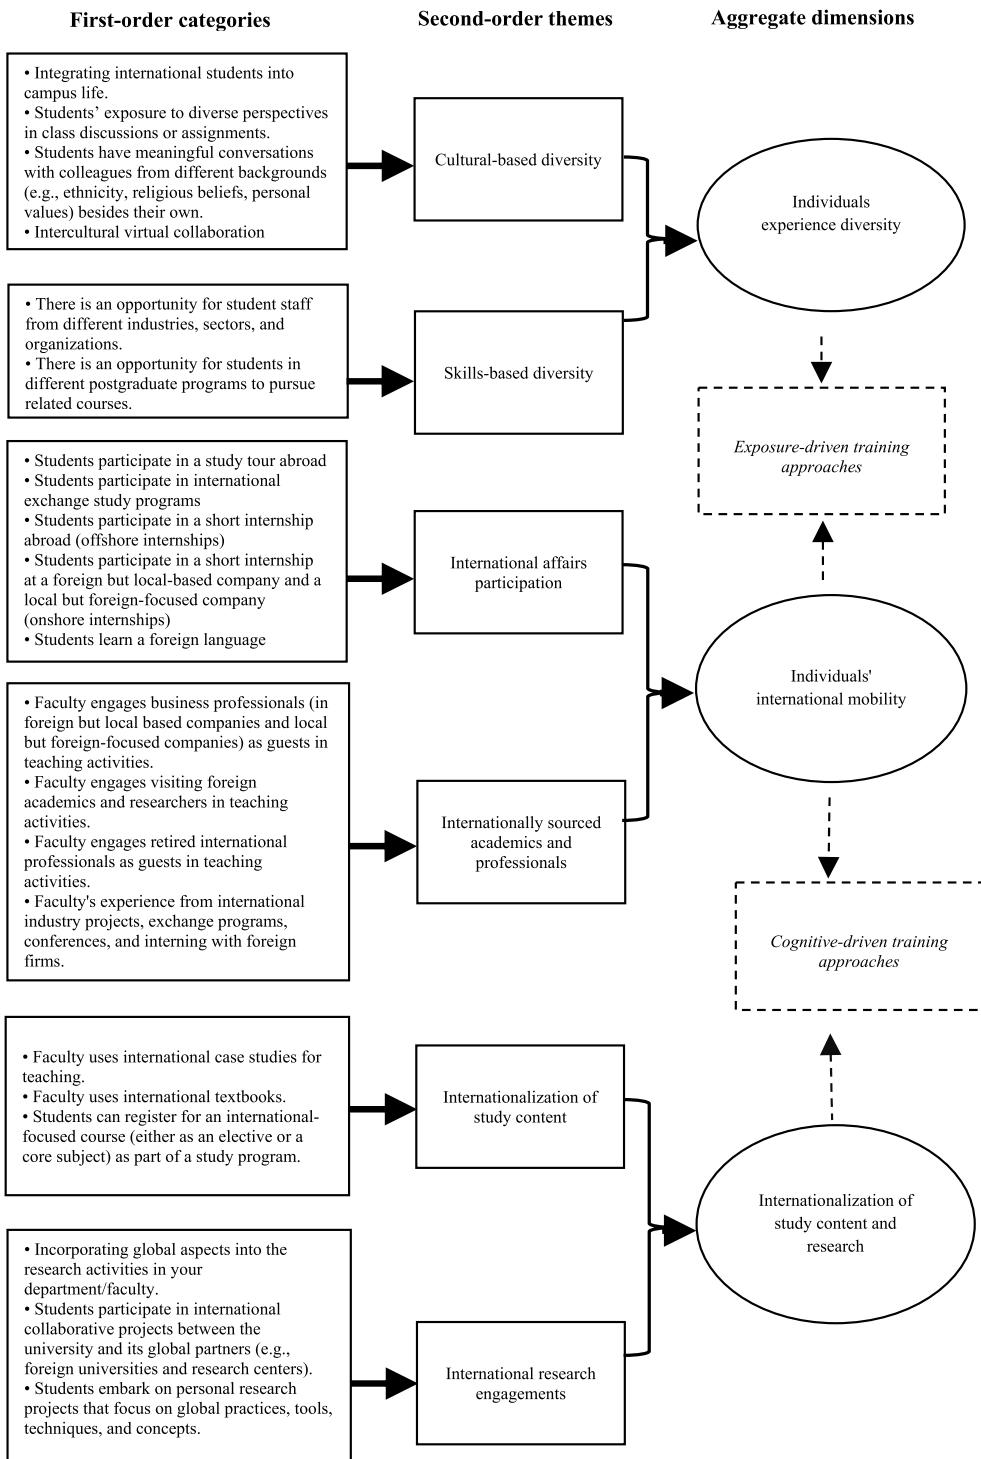 First-order categories
Second-order themes
Aggregate dimensions
• Integrating international students into
campus life.
• Students’ exposure to diverse perspectives
in class discussions or assignments.
• Students have meaningful conversations
with colleagues from different backgrounds
(e.g., ethnicity, religious beliefs, personal
values) besides their own.
• Intercultural virtual collaboration
Cultural-based diversity
Individuals
experience diversity
• There is an opportunity for student staff
from different industries, sectors, and
organizations.
• There is an opportunity for students in
different postgraduate programs to pursue
related courses.
Skills-based diversity
Exposure-driven training
approaches
• Students participate in a study tour abroad
• Students participate in international
exchange study programs
• Students participate in a short internship
abroad (offshore internships)
• Students participate in a short internship
at a foreign but local-based company and a
local but foreign-focused company
(onshore internships)
• Students learn a foreign language
International affairs
participation
Individuals'
international mobility
• Faculty engages business professionals (in
foreign but local based companies and local
but foreign-focused companies) as guests in
teaching activities.
• Faculty engages visiting foreign
academics and researchers in teaching
activities.
• Faculty engages retired international
professionals as guests in teaching
activities.
• Faculty's experience from international
industry projects, exchange programs,
conferences, and interning with foreign
firms.
Internationally sourced
academics and
professionals
Cognitive-driven training
approaches
• Faculty uses international case studies for
teaching.
• Faculty uses international textbooks.
• Students can register for an international-
focused course (either as an elective or a
core subject) as part of a study program.
Internationalization of
study content
Internationalization of
study content and
research
• Incorporating global aspects into the
research activities in your
department/faculty.
• Students participate in international
collaborative projects between the
university and its global partners (e.g.,
foreign universities and research centers).
• Students embark on personal research
projects that focus on global practices, tools,
techniques, and concepts.
International research
engagements